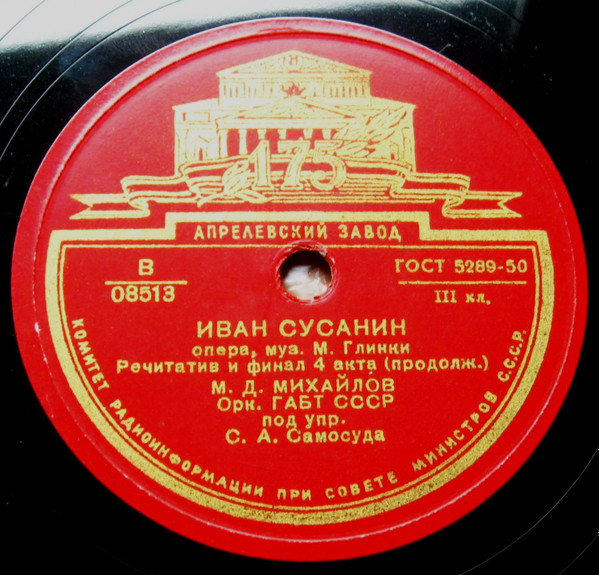 175
АПРЕЛЕВСКИЙ ЗАВОД
В
08513
ГОСТ 5289-50
III кл.
ИВАН СУСАНИН
опера, муз. М. Глинки
Речитатив и финал 4 акта (продолж.)
М. Д. МИХАЙЛОВ
Орк. ГАБТ СССР
под упр.
С. А. Самосуда
КОМИТЕТ РАДИОИНФОРМАЦИИ ПРИ СОВЕТЕ МИНИСТРОВ С.С.С.Р.